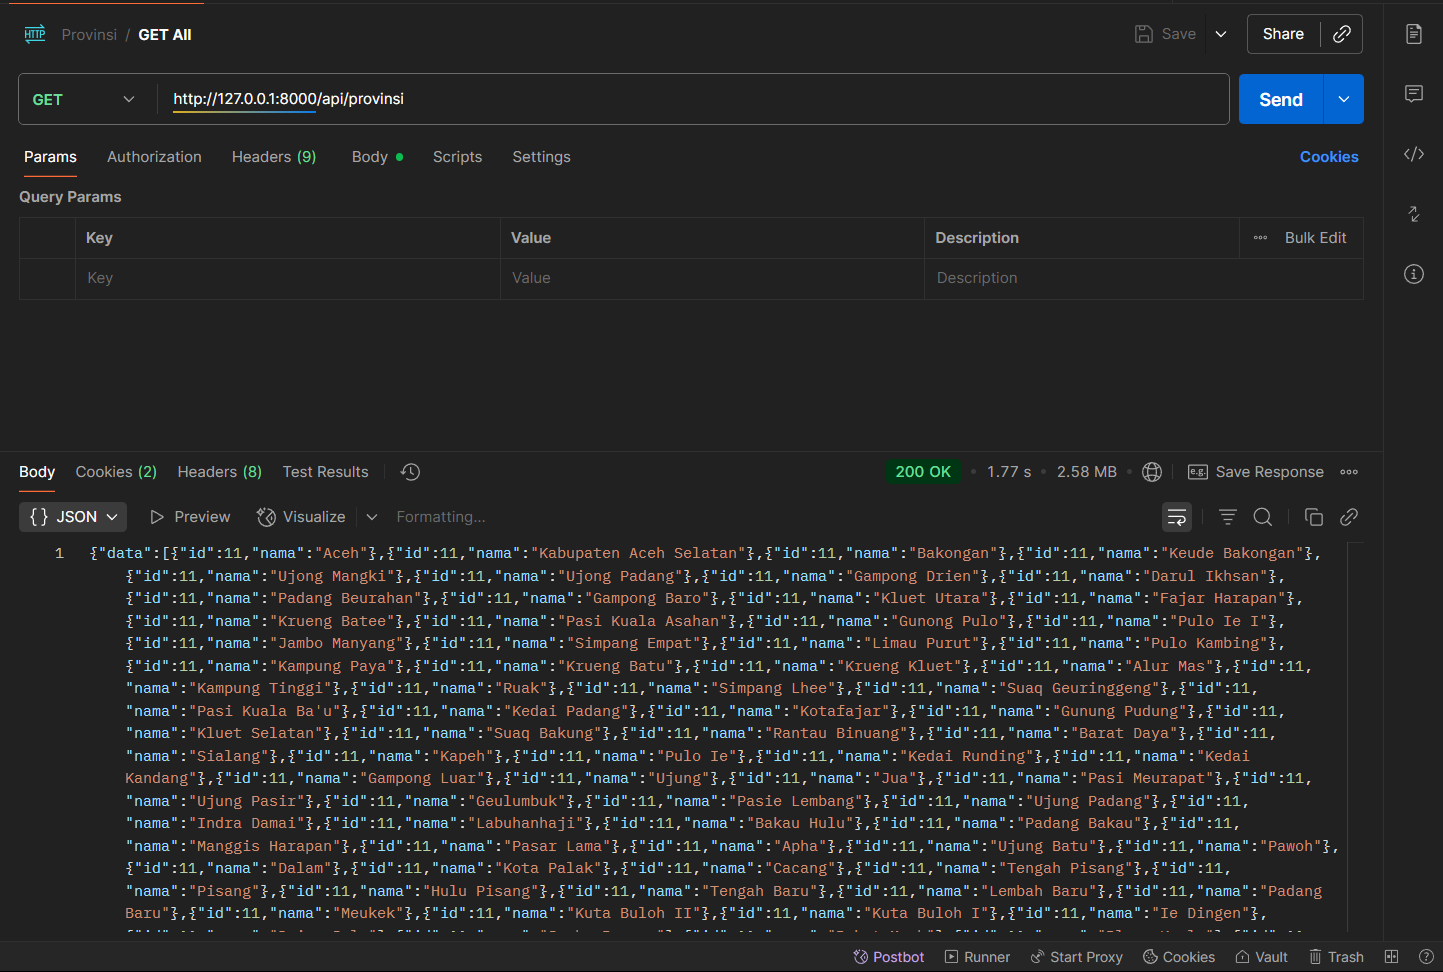 HTTP Provinsi / GET All Save Share
GET http://127.0.0.1:8000/api/provinsi Send
Params Authorization Headers (9) Body Scripts Settings Cookies
Query Params
Key Value Description Bulk Edit
Key Value Description
Body Cookies (2) Headers (8) Test Results 200 OK 1.77 s 2.58 MB e.g. Save Response
{} JSON Preview Visualize Formatting...
1 {"data":[{"id":11,"nama":"Aceh"},{"id":11,"nama":"Kabupaten Aceh Selatan"},{"id":11,"nama":"Bakongan"},{"id":11,"nama":"Keude Bakongan"},
{"id":11,"nama":"Ujong Mangki"},{"id":11,"nama":"Ujong Padang"},{"id":11,"nama":"Gampong Drien"},{"id":11,"nama":"Darul Ikhsan"},
{"id":11,"nama":"Padang Beurahan"},{"id":11,"nama":"Gampong Baro"},{"id":11,"nama":"Kluet Utara"},{"id":11,"nama":"Fajar Harapan"},
{"id":11,"nama":"Krueng Batee"},{"id":11,"nama":"Pasi Kuala Asahan"},{"id":11,"nama":"Gunong Pulo"},{"id":11,"nama":"Pulo Ie I"},
{"id":11,"nama":"Jambo Manyang"},{"id":11,"nama":"Simpang Empat"},{"id":11,"nama":"Limau Purut"},{"id":11,"nama":"Pulo Kambing"},
{"id":11,"nama":"Kampung Paya"},{"id":11,"nama":"Krueng Batu"},{"id":11,"nama":"Krueng Kluet"},{"id":11,"nama":"Alur Mas"},{"id":11,
"nama":"Kampung Tinggi"},{"id":11,"nama":"Ruak"},{"id":11,"nama":"Simpang Lhee"},{"id":11,"nama":"Suaq Geuringgeng"},{"id":11,
"nama":"Pasi Kuala Ba'u"},{"id":11,"nama":"Kedai Padang"},{"id":11,"nama":"Kotafajar"},{"id":11,"nama":"Gunung Pudung"},{"id":11,
"nama":"Kluet Selatan"},{"id":11,"nama":"Suaq Bakung"},{"id":11,"nama":"Rantau Binuang"},{"id":11,"nama":"Barat Daya"},{"id":11,
"nama":"Sialang"},{"id":11,"nama":"Kapeh"},{"id":11,"nama":"Pulo Ie"},{"id":11,"nama":"Kedai Runding"},{"id":11,"nama":"Kedai
Kandang"},{"id":11,"nama":"Gampong Luar"},{"id":11,"nama":"Ujung"},{"id":11,"nama":"Jua"},{"id":11,"nama":"Pasi Meurapat"},{"id":11,
"nama":"Ujung Pasir"},{"id":11,"nama":"Geulumbuk"},{"id":11,"nama":"Pasie Lembang"},{"id":11,"nama":"Ujung Padang"},{"id":11,
"nama":"Indra Damai"},{"id":11,"nama":"Labuhanhaji"},{"id":11,"nama":"Bakau Hulu"},{"id":11,"nama":"Padang Bakau"},{"id":11,
"nama":"Manggis Harapan"},{"id":11,"nama":"Pasar Lama"},{"id":11,"nama":"Apha"},{"id":11,"nama":"Ujung Batu"},{"id":11,"nama":"Pawoh"},
{"id":11,"nama":"Dalam"},{"id":11,"nama":"Kota Palak"},{"id":11,"nama":"Cacang"},{"id":11,"nama":"Tengah Pisang"},{"id":11,
"nama":"Pisang"},{"id":11,"nama":"Hulu Pisang"},{"id":11,"nama":"Tengah Baru"},{"id":11,"nama":"Lembah Baru"},{"id":11,"nama":"Padang
Baru"},{"id":11,"nama":"Meukek"},{"id":11,"nama":"Kuta Buloh II"},{"id":11,"nama":"Kuta Buloh I"},{"id":11,"nama":"Ie Dingen"},
Postbot Runner Start Proxy Cookies Vault Trash